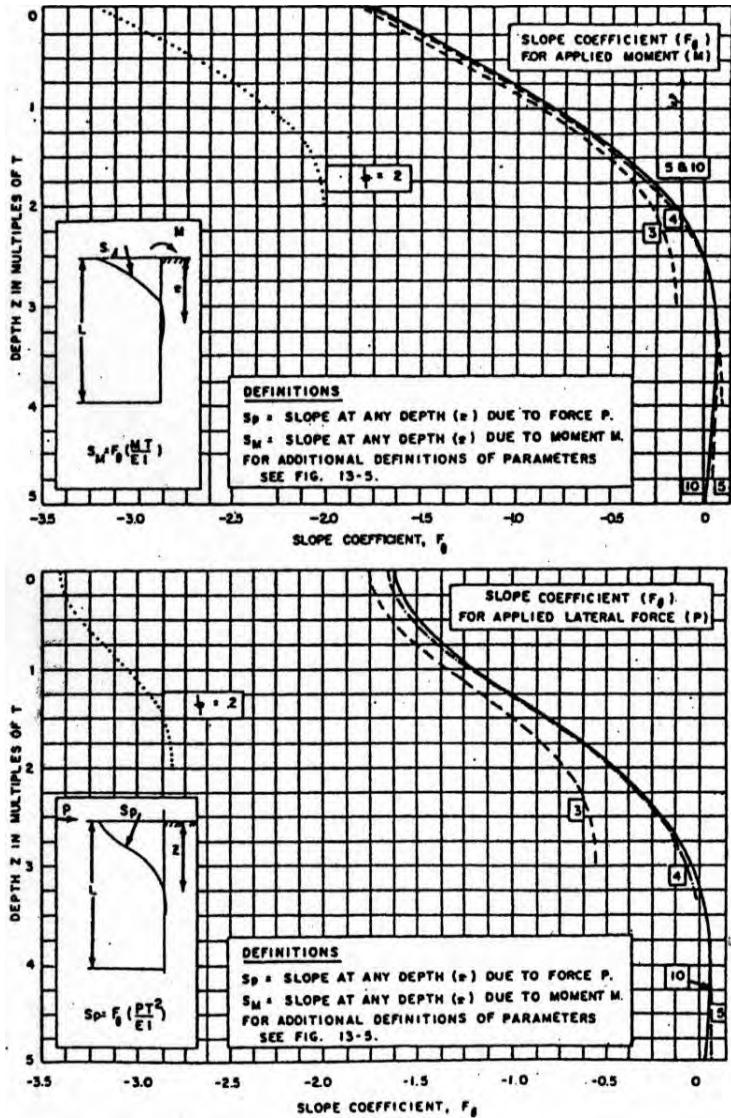 0
1
2
3
4
5
DEPTH Z IN MULTIPLES OF T
SLOPE COEFFICIENT (Fθ)
FOR APPLIED MOMENT (M)
= 2
5 & 10
4
3
M
L
DEFINITIONS
SP = SLOPE AT ANY DEPTH (z) DUE TO FORCE P.
SM = SLOPE AT ANY DEPTH (z) DUE TO MOMENT M.
FOR ADDITIONAL DEFINITIONS OF PARAMETERS
SEE FIG. 13-5.
SM=Fθ(MT/EI)
10
5
-3.5 -3.0 -2.5 -2.0 -1.5 -1.0 -0.5 0
SLOPE COEFFICIENT, Fθ
0
1
2
3
4
5
DEPTH Z IN MULTIPLES OF T
SLOPE COEFFICIENT (Fθ).
FOR APPLIED LATERAL FORCE (P)
= 2
3
4
10
5
P
SP
Z
L
DEFINITIONS
SP = SLOPE AT ANY DEPTH (z) DUE TO FORCE P.
SM = SLOPE AT ANY DEPTH (z) DUE TO MOMENT M.
FOR ADDITIONAL DEFINITIONS OF PARAMETERS
SEE FIG. 13-5.
SP=Fθ(PT²/EI)
-3.5 -3.0 -2.5 -2.0 -1.5 -1.0 -0.5 0
SLOPE COEFFICIENT, Fθ